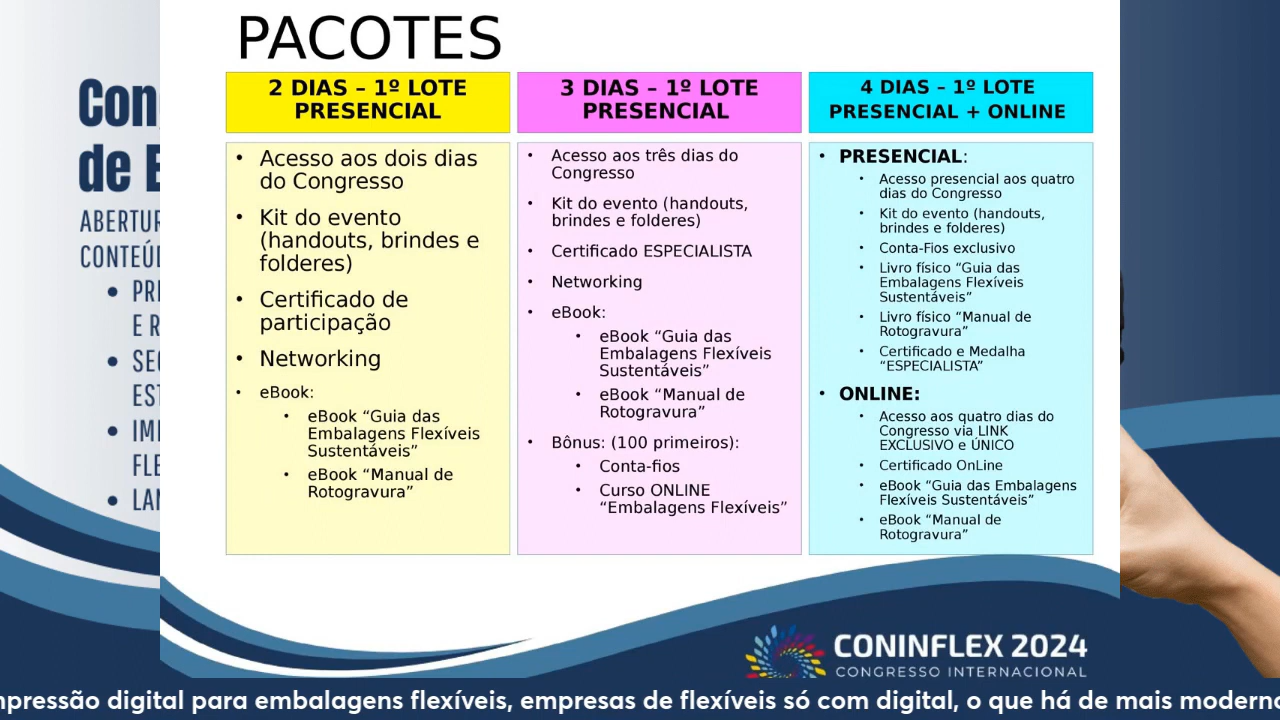 PACOTES
2 DIAS – 1º LOTE
PRESENCIAL
• Acesso aos dois dias
do Congresso
• Kit do evento
(handouts, brindes e
folderes)
• Certificado de
participação
• Networking
• eBook:
• eBook “Guia das
Embalagens Flexíveis
Sustentáveis”
• eBook “Manual de
Rotogravura”
3 DIAS – 1º LOTE
PRESENCIAL
• Acesso aos três dias do
Congresso
• Kit do evento (handouts,
brindes e folderes)
• Certificado ESPECIALISTA
• Networking
• eBook:
• eBook “Guia das
Embalagens Flexíveis
Sustentáveis”
• eBook “Manual de
Rotogravura”
• Bônus: (100 primeiros):
• Conta-fios
• Curso ONLINE
“Embalagens Flexíveis”
4 DIAS – 1º LOTE
PRESENCIAL + ONLINE
• PRESENCIAL:
• Acesso presencial aos quatro
dias do Congresso
• Kit do evento (handouts,
brindes e folderes)
• Conta-Fios exclusivo
• Livro físico “Guia das
Embalagens Flexíveis
Sustentáveis”
• Livro físico “Manual de
Rotogravura”
• Certificado e Medalha
“ESPECIALISTA”
• ONLINE:
• Acesso aos quatro dias do
Congresso via LINK
EXCLUSIVO e ÚNICO
• Certificado OnLine
• eBook “Guia das Embalagens
Flexíveis Sustentáveis”
• eBook “Manual de
Rotogravura”
CONINFLEX 2024
CONGRESSO INTERNACIONAL
digital para embalagens flexíveis, empresas de flexíveis só com digital, o que há de mais